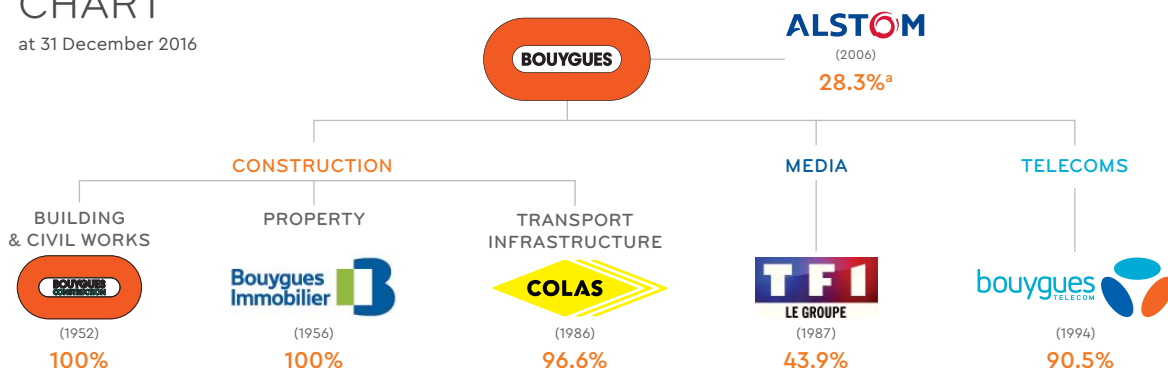 CHART
at 31 December 2016
BOUYGUES
ALSTOM
(2006)
28.3%ª
CONSTRUCTION
MEDIA
TELECOMS
BUILDING
& CIVIL WORKS
PROPERTY
TRANSPORT
INFRASTRUCTURE
BOUYGUES
CONSTRUCTION
Bouygues
Immobilier
COLAS
TF1
LE GROUPE
bouygues
TELECOM
(1952)
(1956)
(1986)
(1987)
(1994)
100%
100%
96.6%
43.9%
90.5%